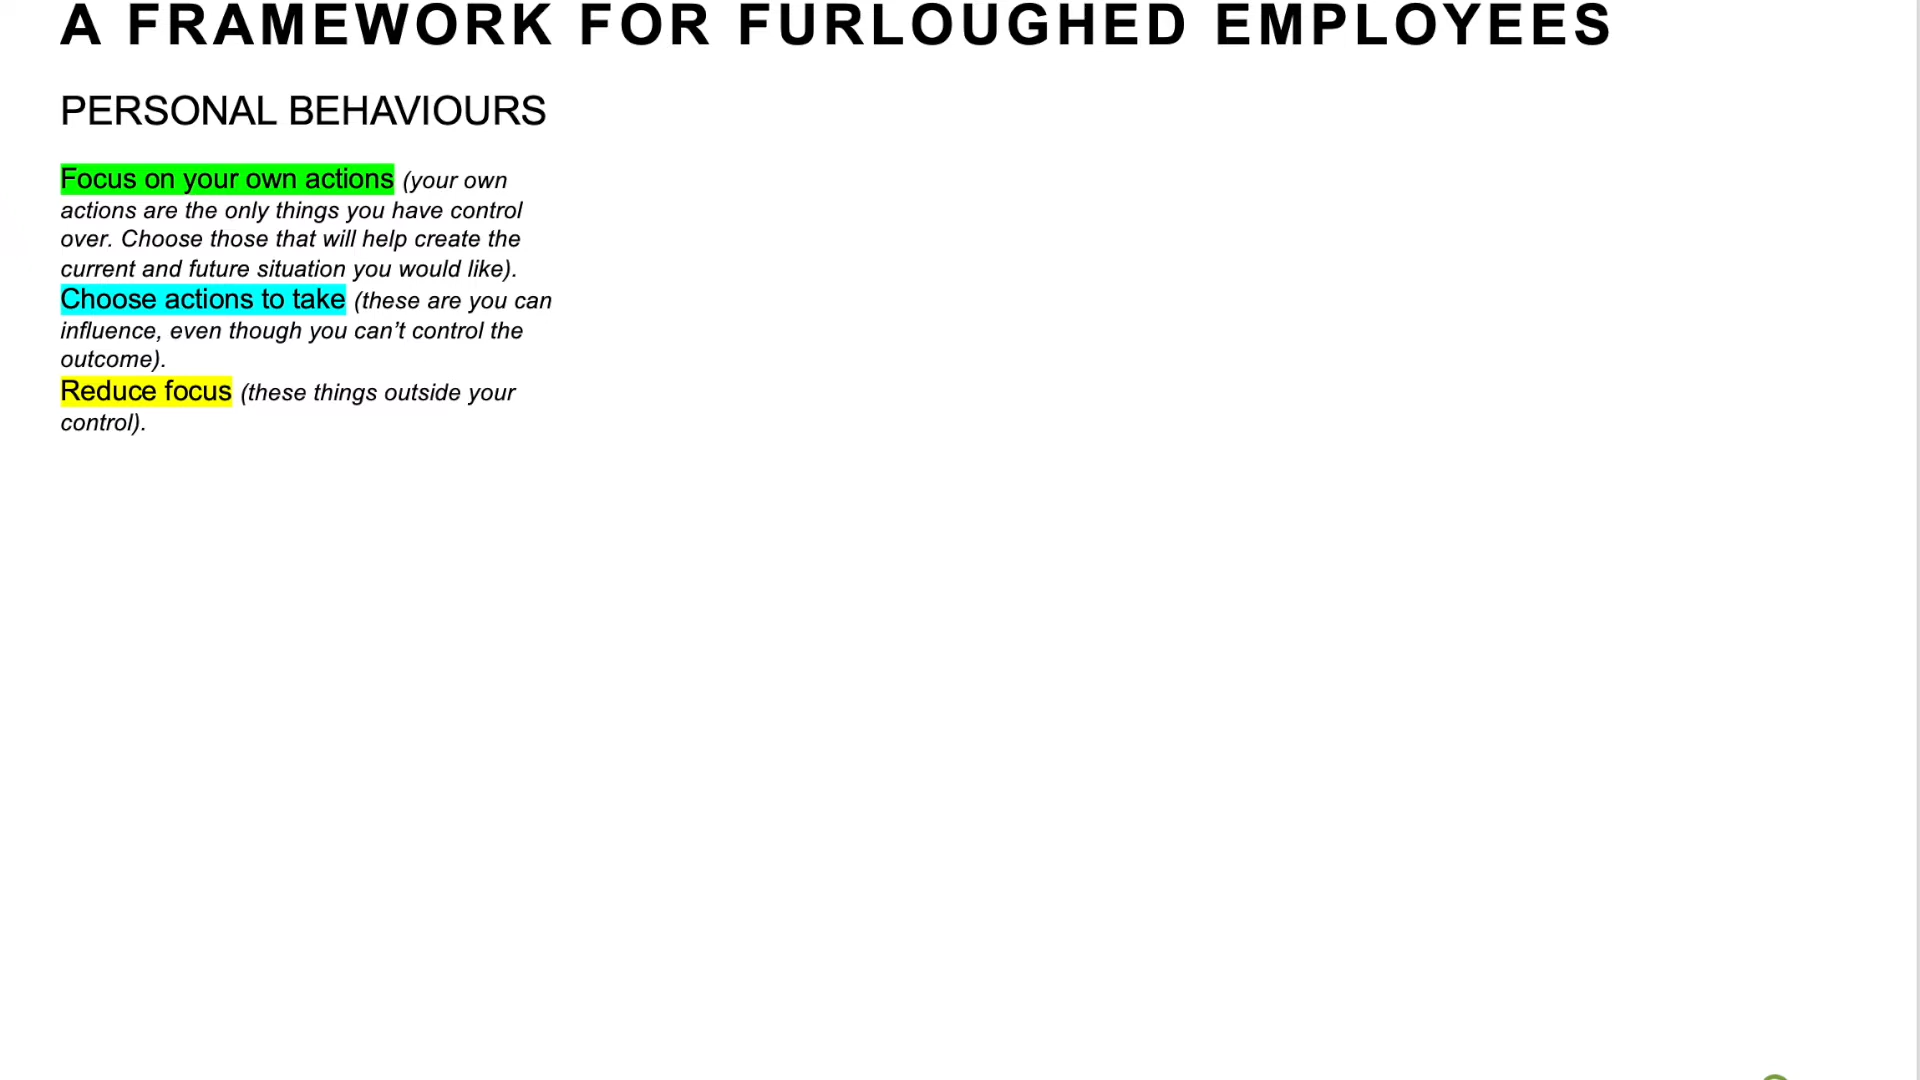 A FRAMEWORK FOR FURLOUGHED EMPLOYEES
PERSONAL BEHAVIOURS
Focus on your own actions (your own
actions are the only things you have control
over. Choose those that will help create the
current and future situation you would like).
Choose actions to take (these are you can
influence, even though you can’t control the
outcome).
Reduce focus (these things outside your
control).